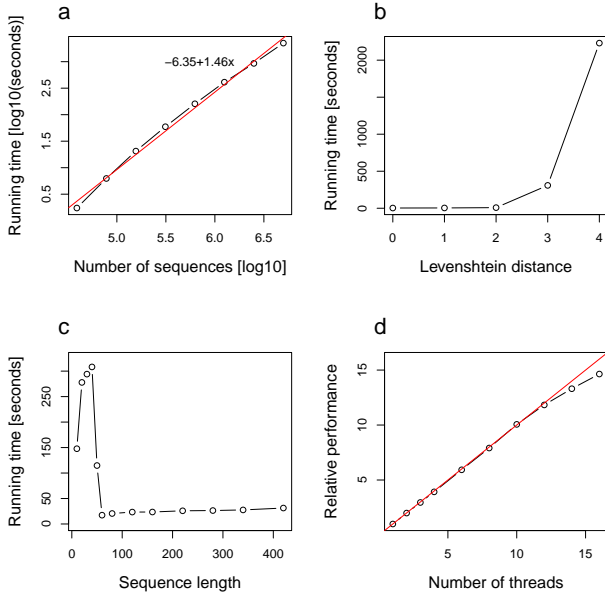 a
−6.35+1.46x
Running time [log10(seconds)]
0.5 1.5 2.5
5.0 5.5 6.0 6.5
Number of sequences [log10]
b
Running time [seconds]
0 500 1000 2000
0 1 2 3 4
Levenshtein distance
c
Running time [seconds]
0 50 150 250
0 100 200 300 400
Sequence length
d
Relative performance
5 10 15
5 10 15
Number of threads